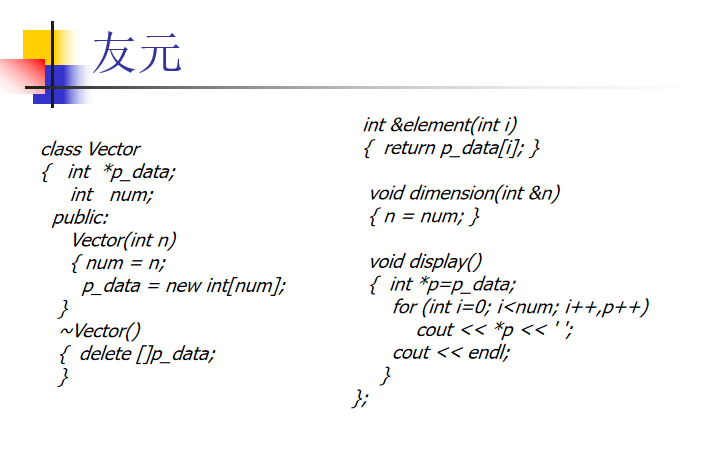 友元
class Vector
{ int *p_data;
int num;
public:
Vector(int n)
{ num = n;
p_data = new int[num];
}
~Vector()
{ delete []p_data;
}
int &element(int i)
{ return p_data[i]; }
void dimension(int &n)
{ n = num; }
void display()
{ int *p=p_data;
for (int i=0; i<num; i++,p++)
cout << *p << ' ';
cout << endl;
}
};